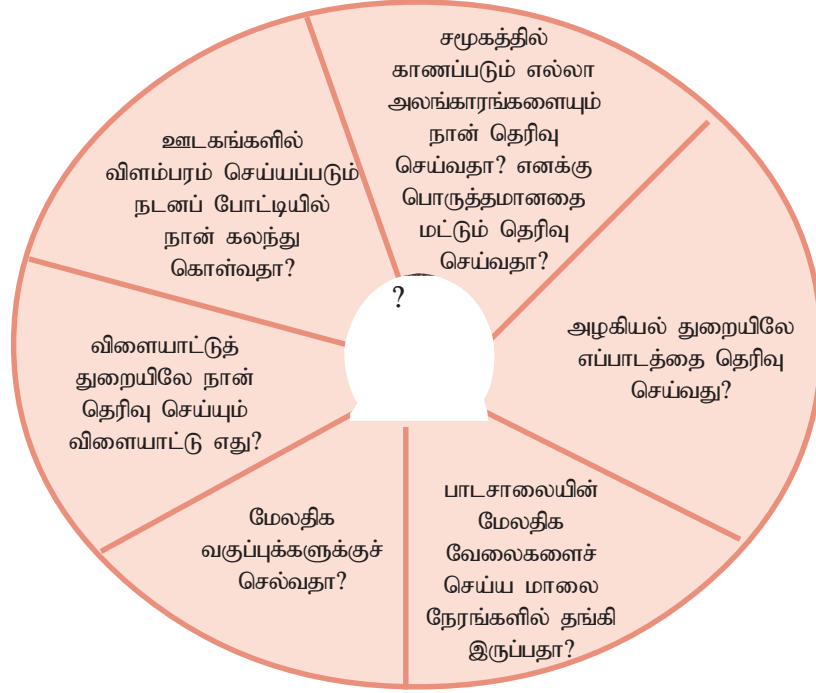 சமூகத்தில்
காணப்படும் எல்லா
அலங்காரங்களையும்
நான் தெரிவு
செய்வதா? எனக்கு
பொருத்தமானதை
மட்டும் தெரிவு
செய்வதா?
ஊடகங்களில்
விளம்பரம் செய்யப்படும்
நடனப் போட்டியில்
நான் கலந்து
கொள்வதா?
?
அழகியல் துறையிலே
எப்பாடத்தை தெரிவு
செய்வது?
விளையாட்டுத்
துறையிலே நான்
தெரிவு செய்யும்
விளையாட்டு எது?
மேலதிக
வகுப்புக்களுக்குச்
செல்வதா?
பாடசாலையின்
மேலதிக
வேலைகளைச்
செய்ய மாலை
நேரங்களில் தங்கி
இருப்பதா?